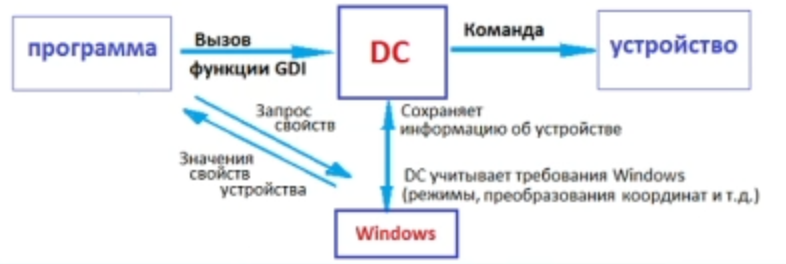 программа
Вызов
функции GDI
DC
Команда
устройство
Запрос
свойств
Значения
свойств
устройства
Сохраняет
информацию об устройстве
DC учитывает требования Windows
(режимы, преобразования координат и т.д.)
Windows